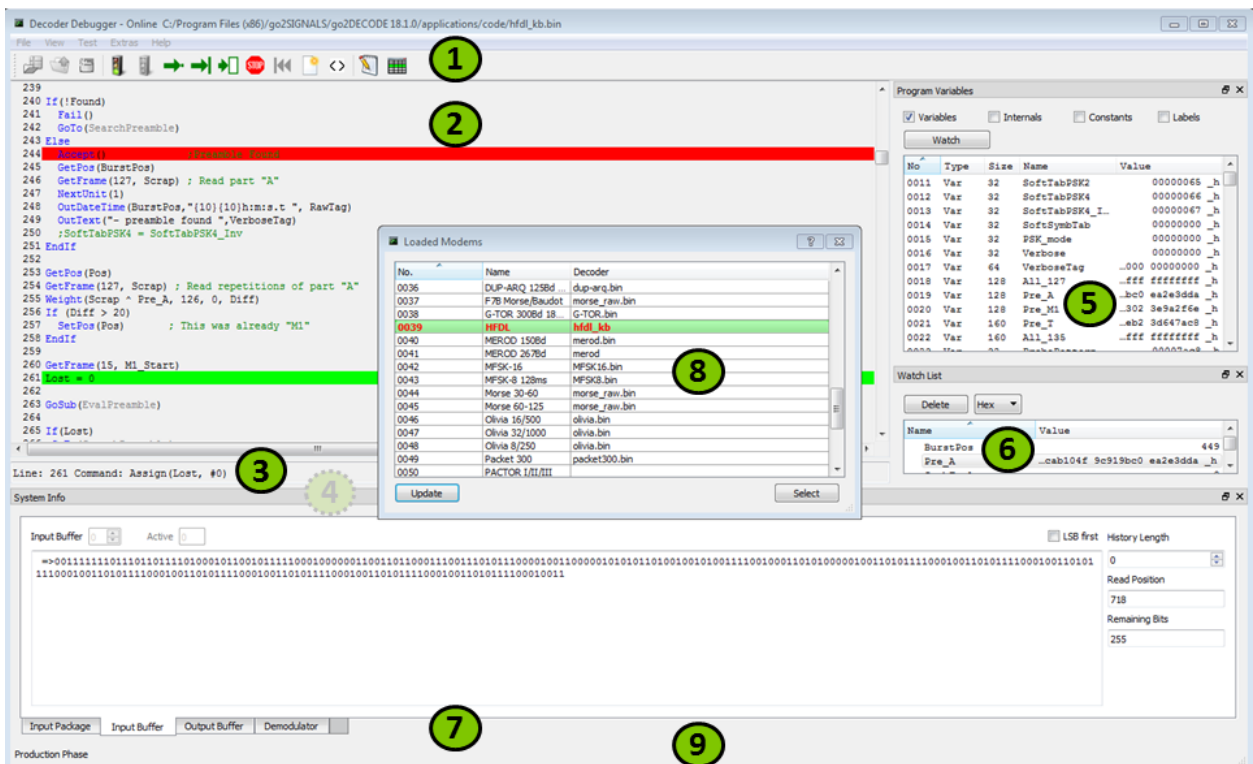 Decoder Debugger - Online C:/Program Files (x86)/go2SIGNALS/go2DECODE 18.1.0/applications/code/hfdl_kb.bin
File View Test Extras Help
STOP
1
239
240 If(!Found)
241 Fail()
242 GoTo(SearchPreamble)
243 Else
244 Accept() ;Preamble Found
245 GetPos(BurstPos)
246 GetFrame(127, Scrap) ; Read part "A"
247 NextUnit(1)
248 OutDateTime(BurstPos,"{10}{10}h:m:s.t ", RawTag)
249 OutText("- preamble found ",VerboseTag)
250 ;SoftTabPSK4 = SoftTabPSK4_Inv
251 EndIf
252
253 GetPos(Pos)
254 GetFrame(127, Scrap) ; Read repetitions of part "A"
255 Weight(Scrap ^ Pre_A, 126, 0, Diff)
256 If (Diff > 20)
257 SetPos(Pos) ; This was already "M1"
258 EndIf
259
260 GetFrame(15, M1_Start)
261 Lost = 0
262
263 GoSub(EvalPreamble)
264
265 If(Lost)
2
Line: 261 Command: Assign(Lost, #0)
3
4
Program Variables
Variables Internals Constants Labels
Watch
No Type Size Name Value
0011 Var 32 SoftTabPSK2 00000065 _h
0012 Var 32 SoftTabPSK4 00000066 _h
0013 Var 32 SoftTabPSK4_I... 00000067 _h
0014 Var 32 SoftSymbTab 00000000 _h
0015 Var 32 PSK_mode 00000000 _h
0016 Var 32 Verbose 00000000 _h
0017 Var 64 VerboseTag ...000 00000000 _h
0018 Var 128 All_127 ...fff ffffffff _h
0019 Var 128 Pre_A ...bc0 ea2e3dda _h
0020 Var 128 Pre_M1 ...302 3e9a2f6e _h
0021 Var 160 Pre_T ...eb2 3d647ac8 _h
0022 Var 160 All_135 ...fff ffffffff _h
5
Watch List
Delete Hex
Name Value
BurstPos 449
Pre_A ...cab104f 9c919bc0 ea2e3dda _h
6
Loaded Modems
No. Name Decoder
0036 DUP-ARQ 125Bd ... dup-arq.bin
0037 F7B Morse/Baudot morse_raw.bin
0038 G-TOR 300Bd 18... G-TOR.bin
0039 HFDL hfdl_kb
0040 MEROD 150Bd merod.bin
0041 MEROD 267Bd merod
0042 MFSK-16 MFSK16.bin
0043 MFSK-8 128ms MFSK8.bin
0044 Morse 30-60 morse_raw.bin
0045 Morse 60-125 morse_raw.bin
0046 Olivia 16/500 olivia.bin
0047 Olivia 32/1000 olivia.bin
0048 Olivia 8/250 olivia.bin
0049 Packet 300 packet300.bin
0050 PACTOR I/II/III
8
Update Select
System Info
Input Buffer 0 Active 0
LSB first History Length
0
Read Position
718
Remaining Bits
255
Input Package Input Buffer Output Buffer Demodulator
7
9
Production Phase